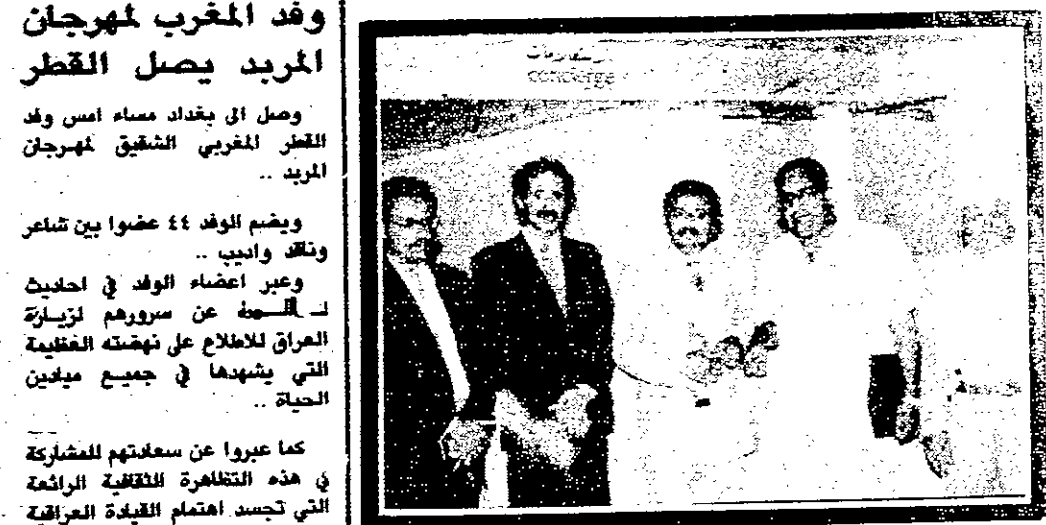 وفد المغرب لمهرجان
المربد يصل القطر
وصل الى بغداد مساء امس وفد
القطر المغربي الشقيق لمهرجان
المربد ..
ويضم الوفد ٤٤ عضوا بين شاعر
وناقد واديب ..
وعبر اعضاء الوفد في احاديث
لـ عن سرورهم لزيارة
العراق للاطلاع على نهضته العظيمة
التي يشهدها في جميع ميادين
الحياة ..
كما عبروا عن سعادتهم للمشاركة
في هذه التظاهرة الثقافية الرائعة
التي تجسد اهتمام القيادة العراقية
concierge